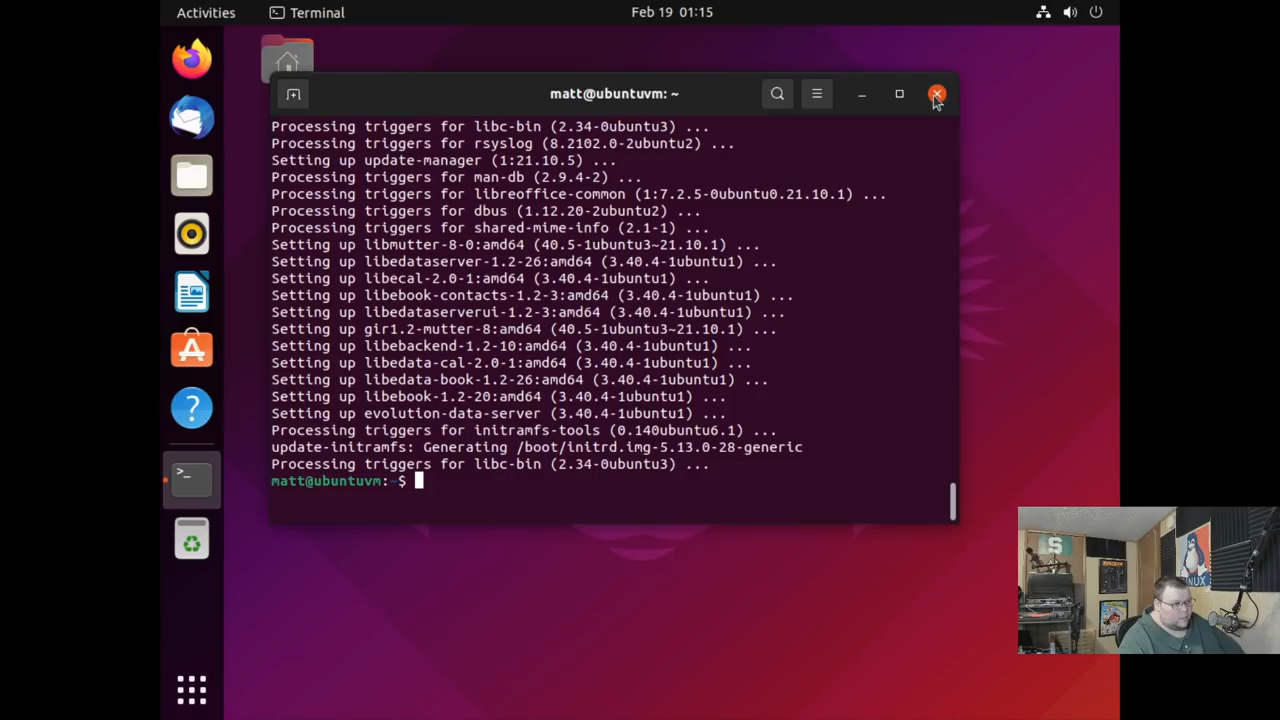 Activities
Terminal
Feb 19 01:15
matt@ubuntuvm: ~
Processing triggers for libc-bin (2.34-0ubuntu3) ...
Processing triggers for rsyslog (8.2102.0-2ubuntu2) ...
Setting up update-manager (1:21.10.5) ...
Processing triggers for man-db (2.9.4-2) ...
Processing triggers for libreoffice-common (1:7.2.5-0ubuntu0.21.10.1) ...
Processing triggers for dbus (1.12.20-2ubuntu2) ...
Processing triggers for shared-mime-info (2.1-1) ...
Setting up libmutter-8-0:amd64 (40.5-1ubuntu3~21.10.1) ...
Setting up libedataserver-1.2-26:amd64 (3.40.4-1ubuntu1) ...
Setting up libecal-2.0-1:amd64 (3.40.4-1ubuntu1) ...
Setting up libebook-contacts-1.2-3:amd64 (3.40.4-1ubuntu1) ...
Setting up libedataserverui-1.2-3:amd64 (3.40.4-1ubuntu1) ...
Setting up gir1.2-mutter-8:amd64 (40.5-1ubuntu3~21.10.1) ...
Setting up libebackend-1.2-10:amd64 (3.40.4-1ubuntu1) ...
Setting up libedata-cal-2.0-1:amd64 (3.40.4-1ubuntu1) ...
Setting up libedata-book-1.2-26:amd64 (3.40.4-1ubuntu1) ...
Setting up libebook-1.2-20:amd64 (3.40.4-1ubuntu1) ...
Setting up evolution-data-server (3.40.4-1ubuntu1) ...
Processing triggers for initramfs-tools (0.140ubuntu6.1) ...
update-initramfs: Generating /boot/initrd.img-5.13.0-28-generic
Processing triggers for libc-bin (2.34-0ubuntu3) ...
matt@ubuntuvm:~$
S